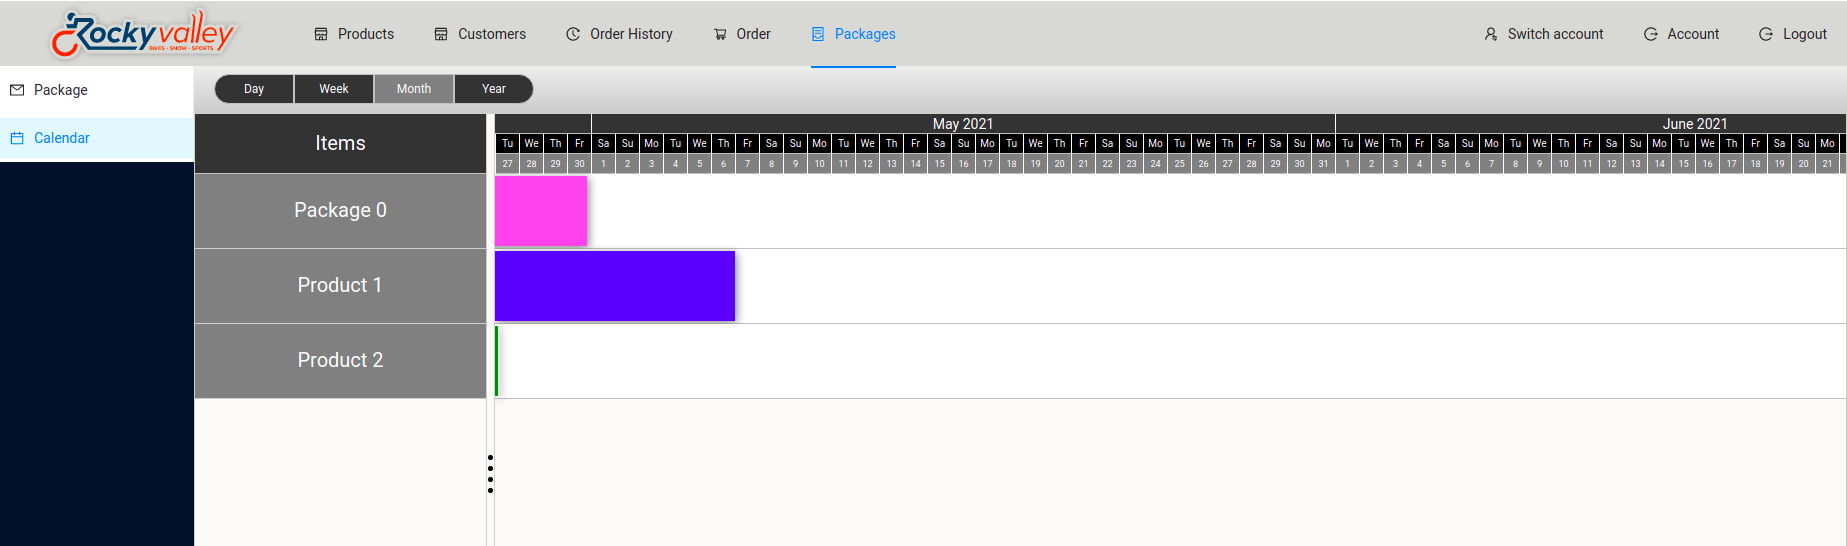 Rockyvalley
BIKES • SNOW • SPORTS
Products Customers Order History Order Packages Switch account Account Logout
Package
Calendar
Day Week Month Year
Items
May 2021 June 2021
Tu We Th Fr Sa Su Mo Tu We Th Fr Sa Su Mo Tu We Th Fr Sa Su Mo Tu We Th Fr Sa Su Mo Tu We Th Fr Sa Su Mo Tu We Th Fr Sa Su Mo Tu We Th Fr Sa Su Mo Tu We Th Fr Sa Su Mo
27 28 29 30 1 2 3 4 5 6 7 8 9 10 11 12 13 14 15 16 17 18 19 20 21 22 23 24 25 26 27 28 29 30 31 1 2 3 4 5 6 7 8 9 10 11 12 13 14 15 16 17 18 19 20 21
Package 0
Product 1
Product 2